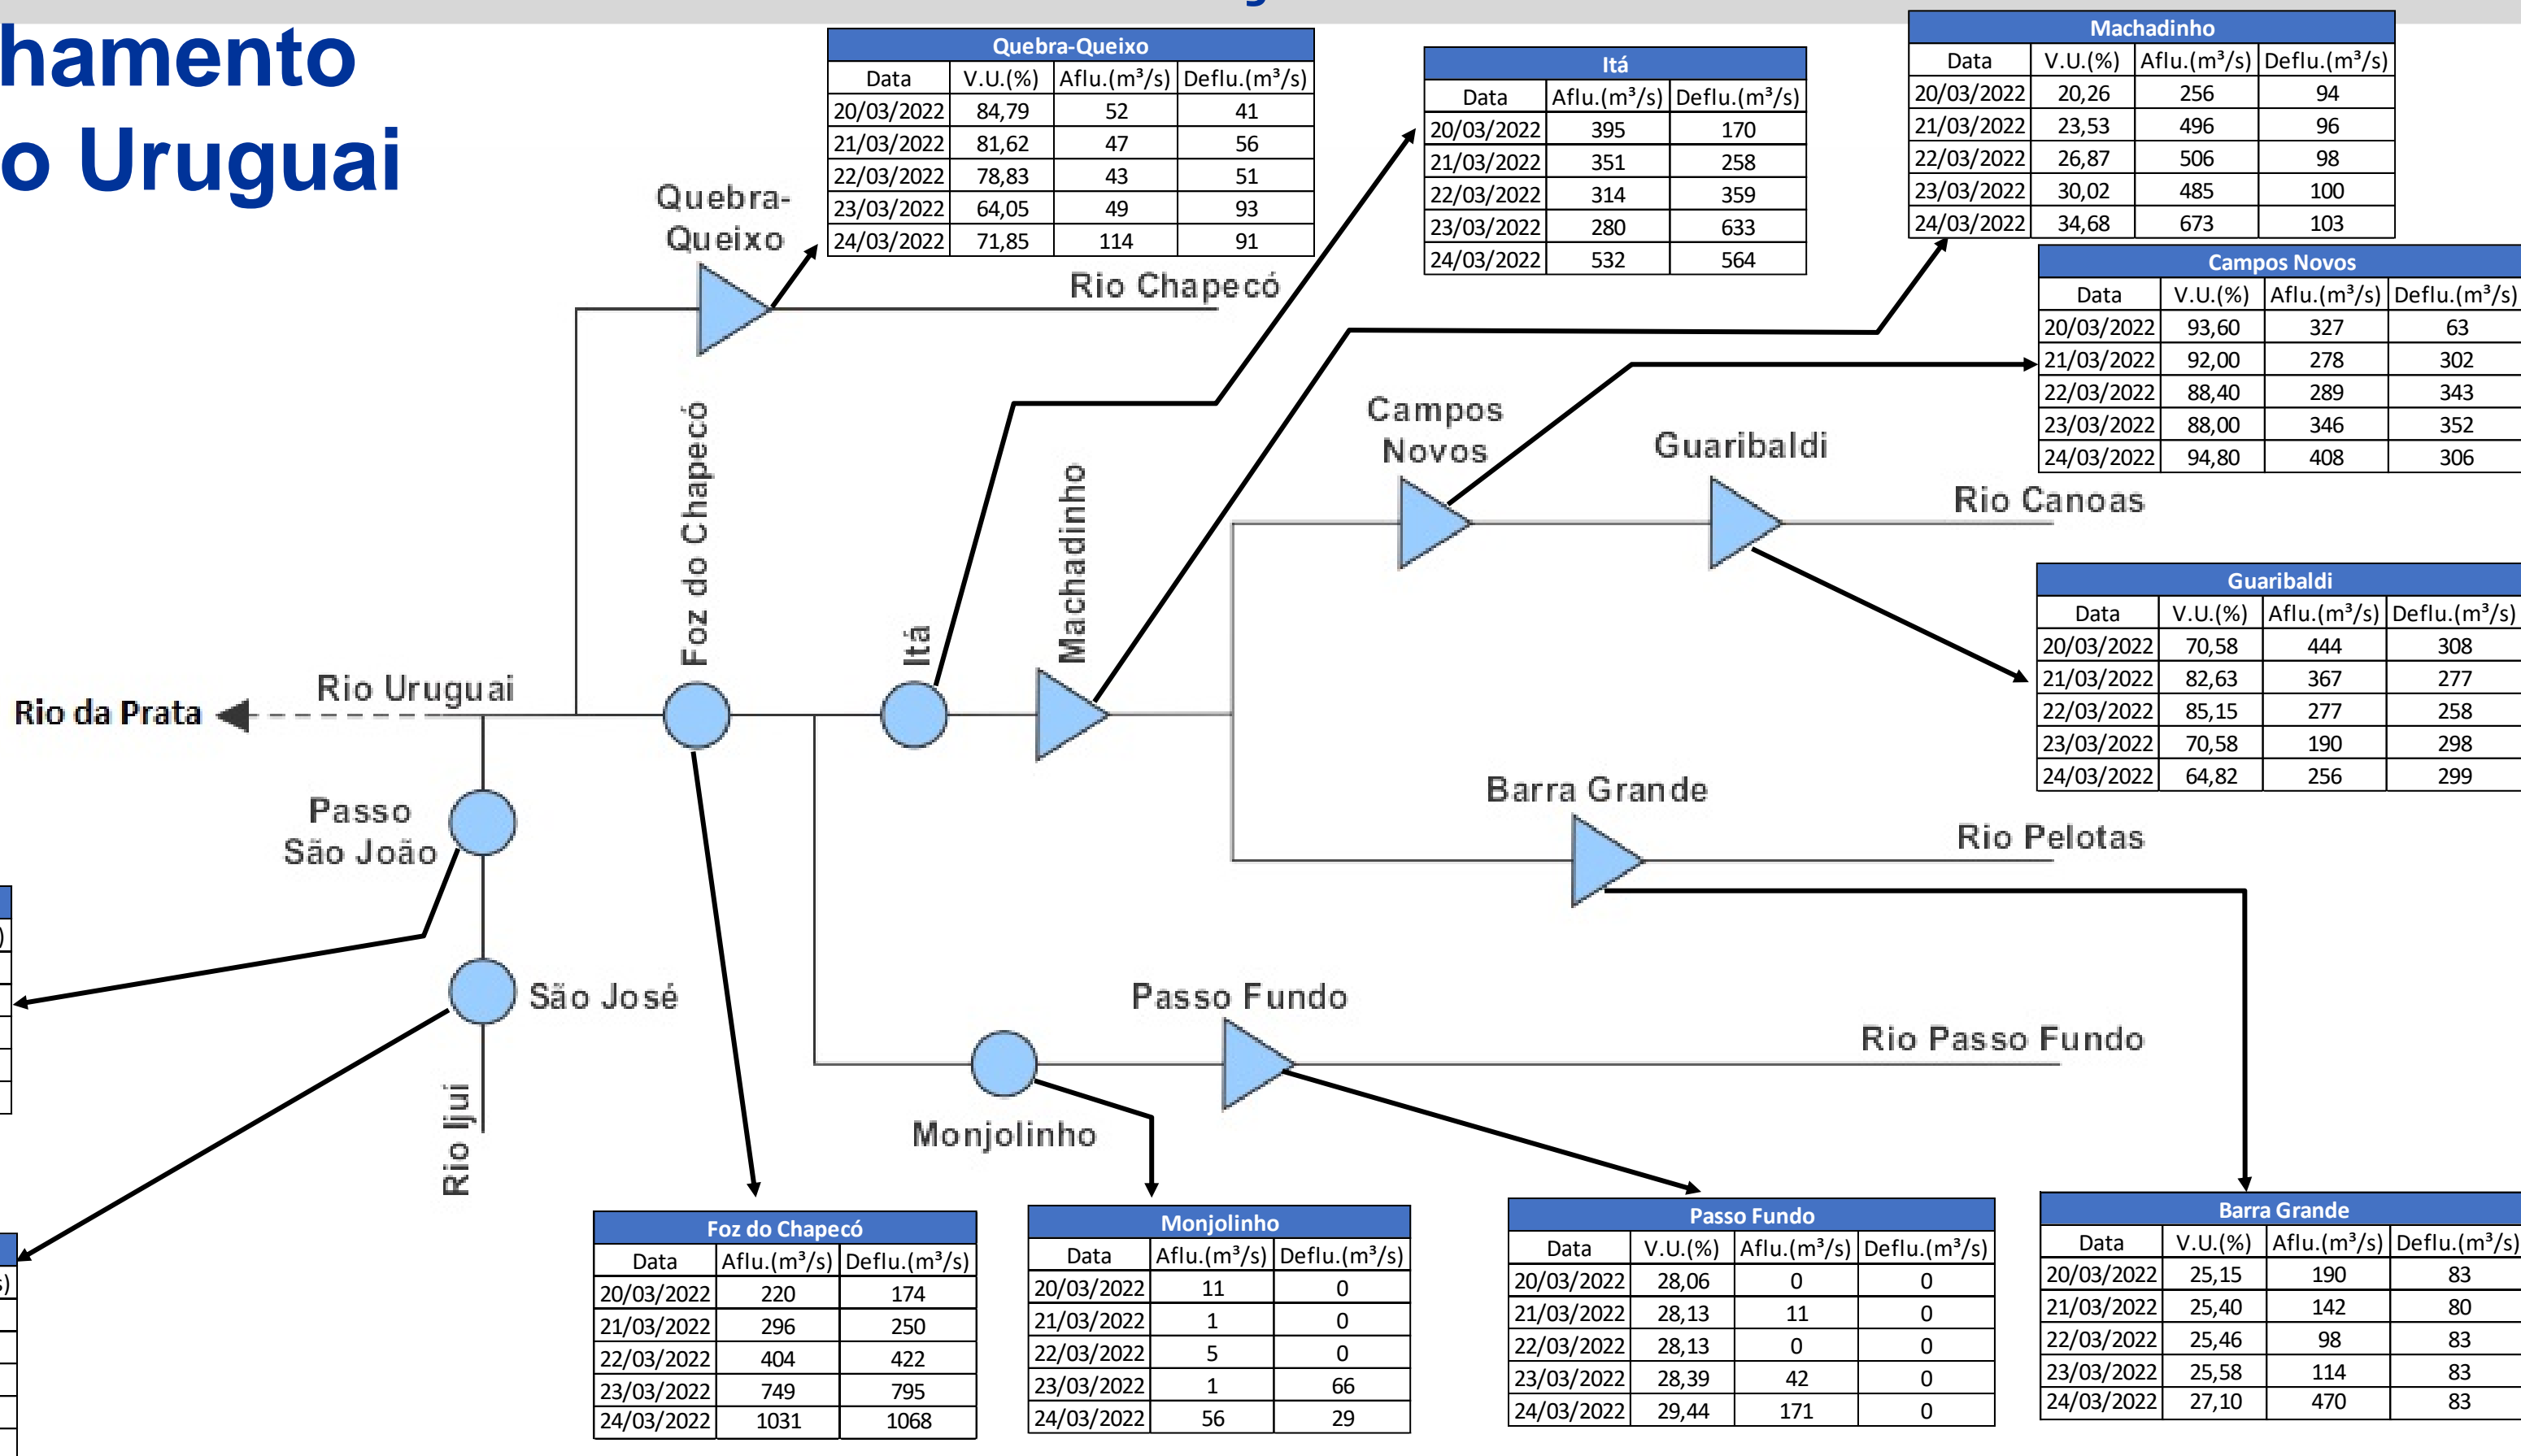 hamento
o Uruguai
Quebra-Queixo
Data V.U.(%) Aflu.(m³/s) Deflu.(m³/s)
20/03/2022 84,79 52 41
21/03/2022 81,62 47 56
22/03/2022 78,83 43 51
23/03/2022 64,05 49 93
24/03/2022 71,85 114 91
Itá
Data Aflu.(m³/s) Deflu.(m³/s)
20/03/2022 395 170
21/03/2022 351 258
22/03/2022 314 359
23/03/2022 280 633
24/03/2022 532 564
Machadinho
Data V.U.(%) Aflu.(m³/s) Deflu.(m³/s)
20/03/2022 20,26 256 94
21/03/2022 23,53 496 96
22/03/2022 26,87 506 98
23/03/2022 30,02 485 100
24/03/2022 34,68 673 103
Campos Novos
Data V.U.(%) Aflu.(m³/s) Deflu.(m³/s)
20/03/2022 93,60 327 63
21/03/2022 92,00 278 302
22/03/2022 88,40 289 343
23/03/2022 88,00 346 352
24/03/2022 94,80 408 306
Quebra-
Queixo
Rio Chapecó
Foz do Chapecó
Itá
Machadinho
Campos
Novos
Guaribaldi
Rio Canoas
Guaribaldi
Data V.U.(%) Aflu.(m³/s) Deflu.(m³/s)
20/03/2022 70,58 444 308
21/03/2022 82,63 367 277
22/03/2022 85,15 277 258
23/03/2022 70,58 190 298
24/03/2022 64,82 256 299
Rio da Prata
Rio Uruguai
Passo
São João
Barra Grande
Rio Pelotas
São José
Passo Fundo
Rio Passo Fundo
Monjolinho
Rio Ijui
)
s)
Foz do Chapecó
Data Aflu.(m³/s) Deflu.(m³/s)
20/03/2022 220 174
21/03/2022 296 250
22/03/2022 404 422
23/03/2022 749 795
24/03/2022 1031 1068
Monjolinho
Data Aflu.(m³/s) Deflu.(m³/s)
20/03/2022 11 0
21/03/2022 1 0
22/03/2022 5 0
23/03/2022 1 66
24/03/2022 56 29
Passo Fundo
Data V.U.(%) Aflu.(m³/s) Deflu.(m³/s)
20/03/2022 28,06 0 0
21/03/2022 28,13 11 0
22/03/2022 28,13 0 0
23/03/2022 28,39 42 0
24/03/2022 29,44 171 0
Barra Grande
Data V.U.(%) Aflu.(m³/s) Deflu.(m³/s)
20/03/2022 25,15 190 83
21/03/2022 25,40 142 80
22/03/2022 25,46 98 83
23/03/2022 25,58 114 83
24/03/2022 27,10 470 83